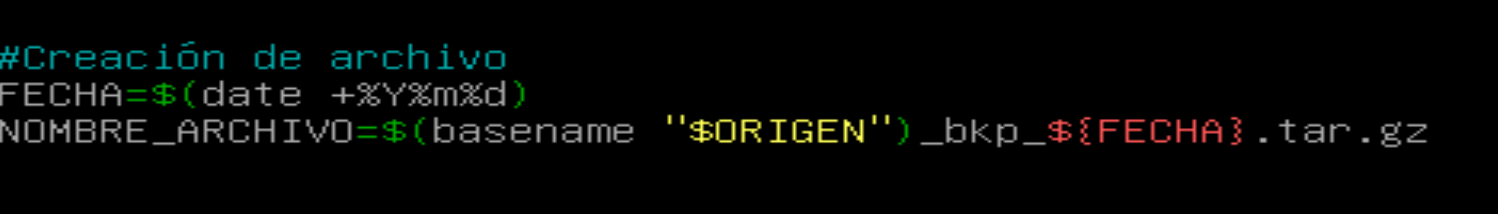 #Creación de archivo
FECHA=$(date +%Y%m%d)
NOMBRE_ARCHIVO=$(basename "$ORIGEN")_bkp_${FECHA}.tar.gz